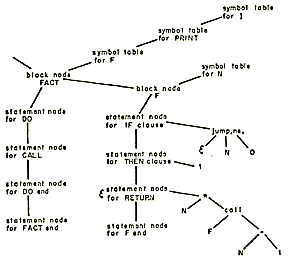 symbol table
for I
symbol table
for PRINT
symbol table
for F
symbol table
for N
block node
FACT
block node
F
statement node
for DO
statement node
for IF clause
jump,ne.
N
O
statement node
for CALL
statement node
for THEN clause
1
statement node
for DO end
statement node
for RETURN
*
N
call
statement node
for FACT end
statement node
for F end
F
-
N